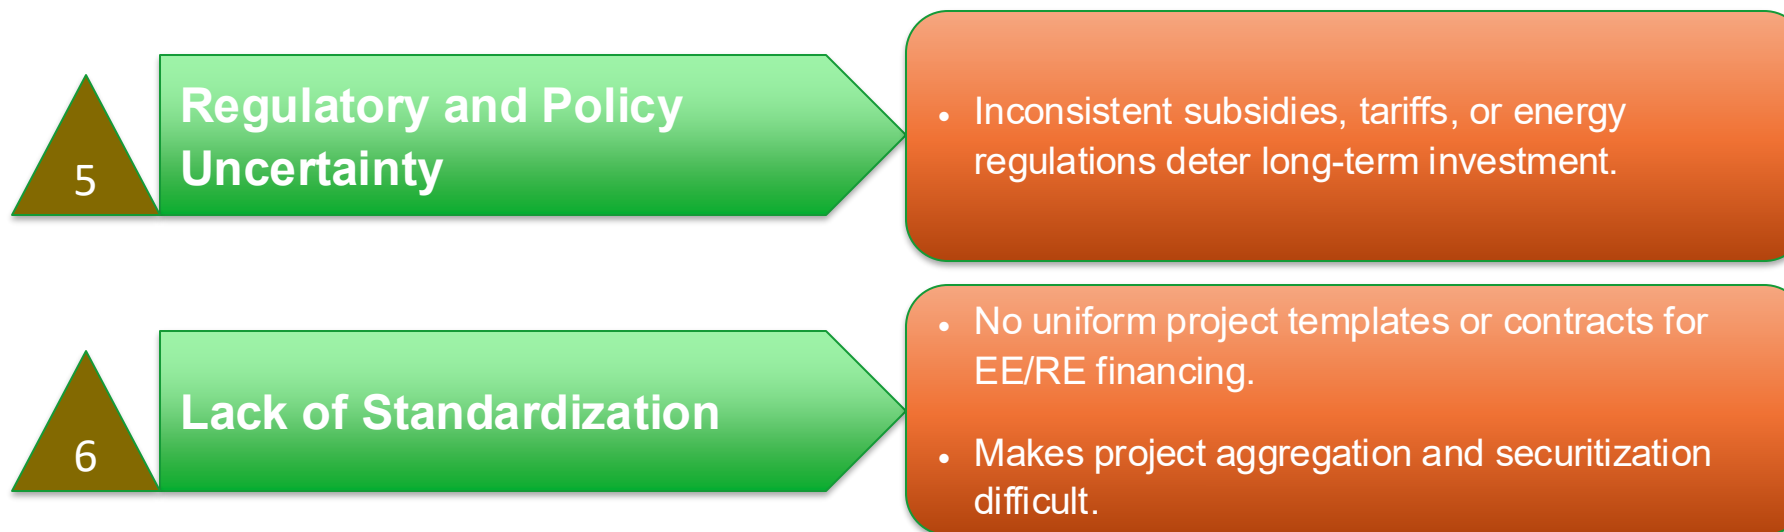 5
Regulatory and Policy
Uncertainty
• Inconsistent subsidies, tariffs, or energy
regulations deter long-term investment.
6
Lack of Standardization
• No uniform project templates or contracts for
EE/RE financing.
• Makes project aggregation and securitization
difficult.